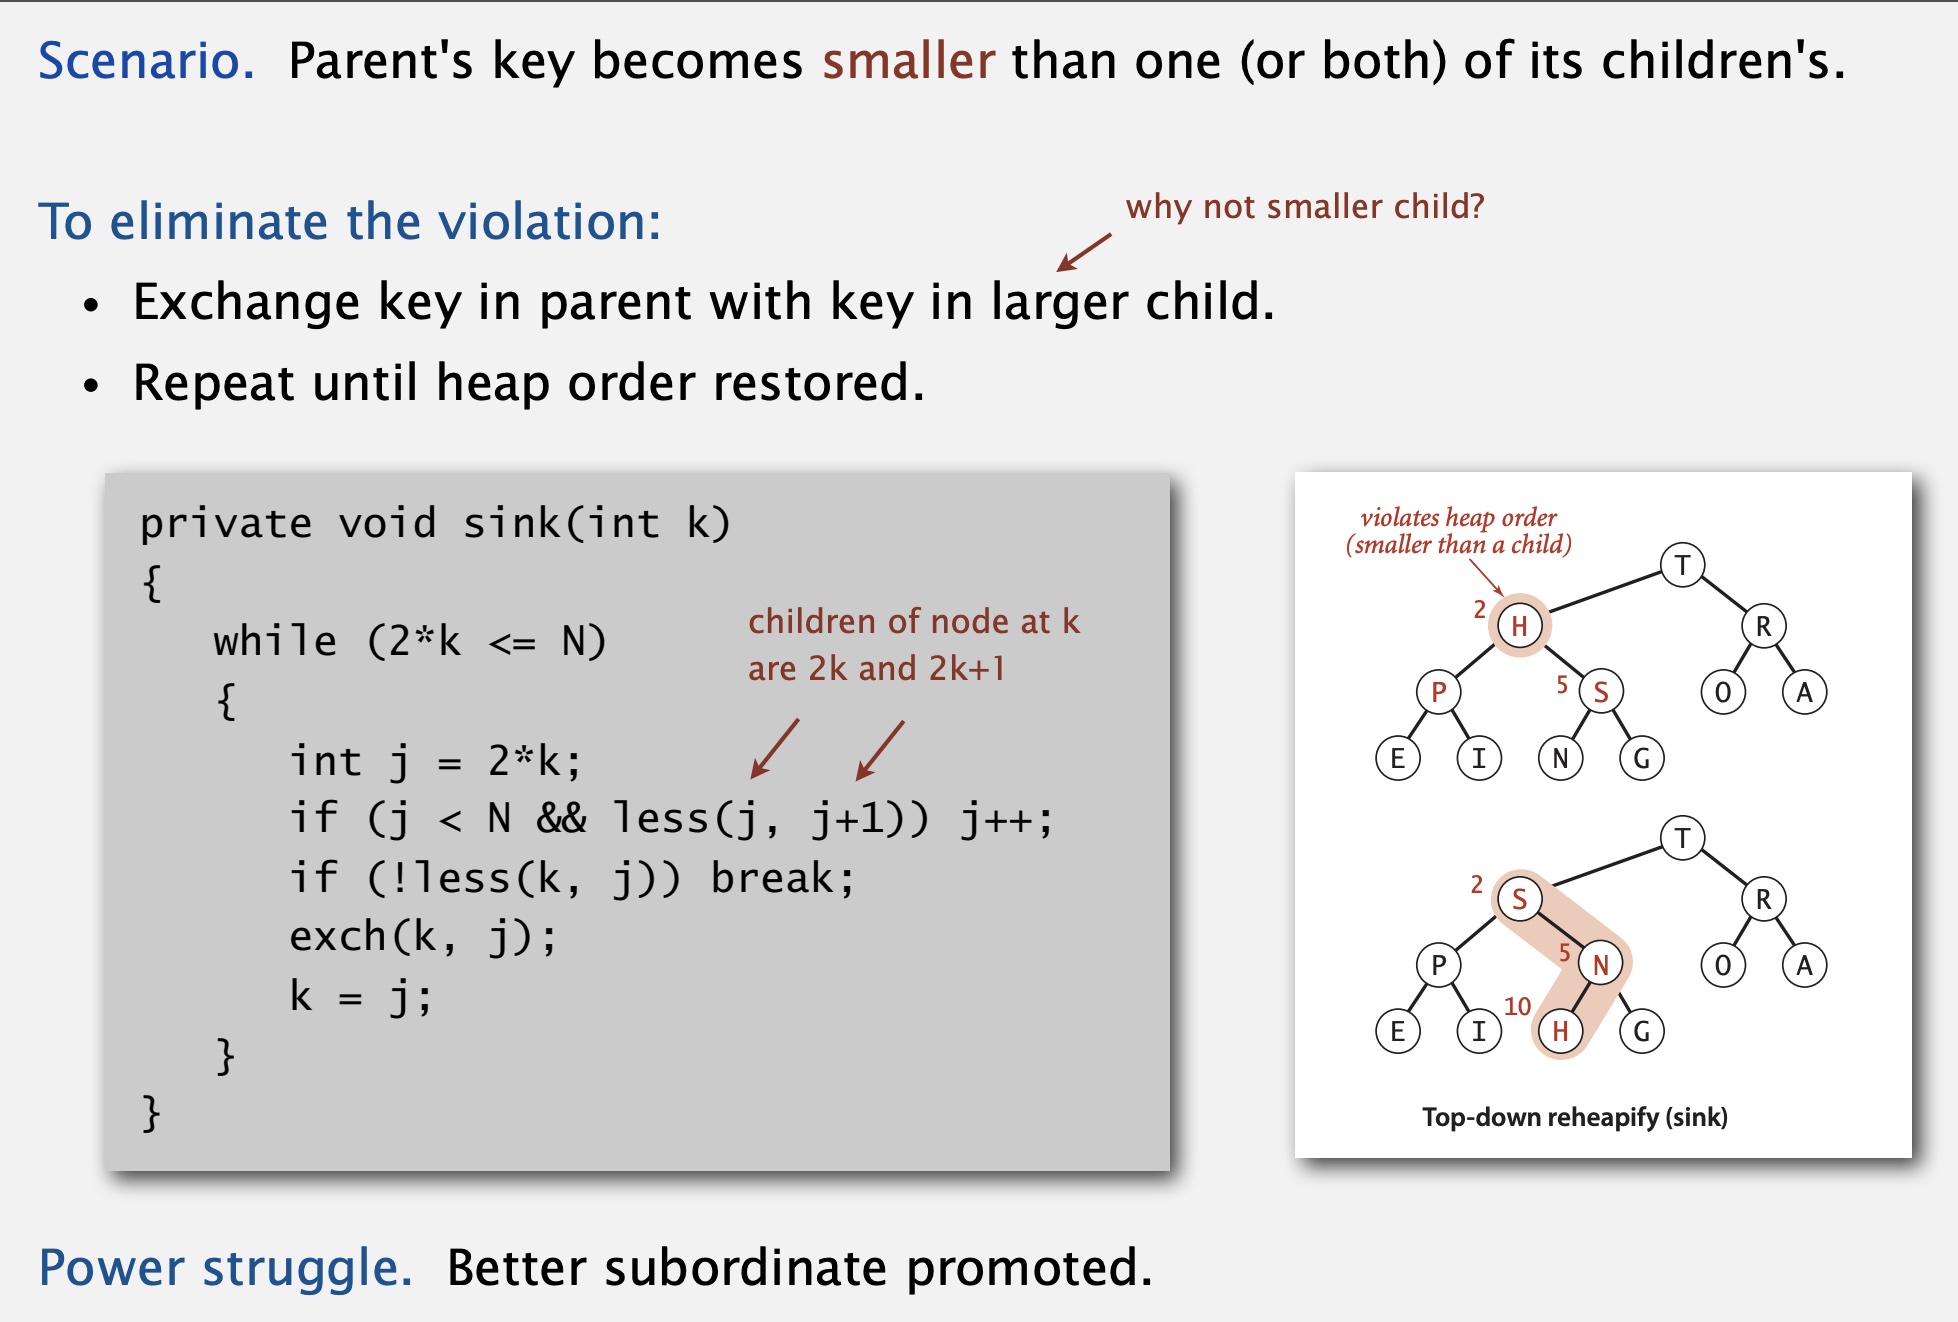 Scenario. Parent's key becomes smaller than one (or both) of its children's.
To eliminate the violation:
why not smaller child?
• Exchange key in parent with key in larger child.
• Repeat until heap order restored.
private void sink(int k)
{
while (2*k <= N)
{
int j = 2*k;
if (j < N && less(j, j+1)) j++;
if (!less(k, j)) break;
exch(k, j);
k = j;
}
}
children of node at k
are 2k and 2k+1
violates heap order
(smaller than a child)
T
2 H R
P 5 S O A
E I N G
T
2 S R
P 5 N O A
E I 10 H G
Top-down reheapify (sink)
Power struggle. Better subordinate promoted.